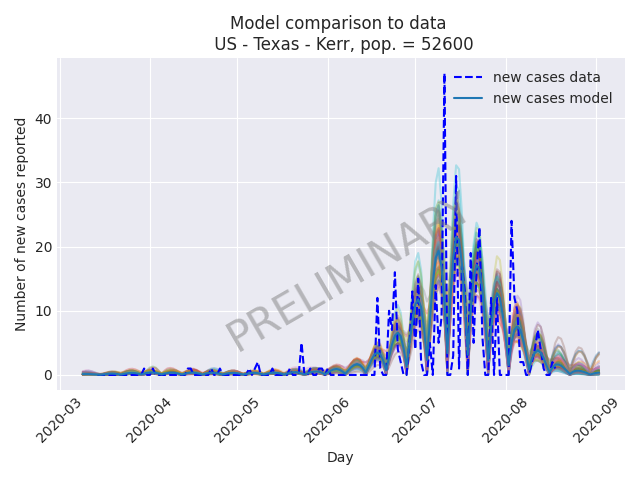 Model comparison to data
US - Texas - Kerr, pop. = 52600
new cases data
new cases model
Number of new cases reported
40
30
20
10
0
PRELIMINARY
2020-03
2020-04
2020-05
2020-06
2020-07
2020-08
2020-09
Day